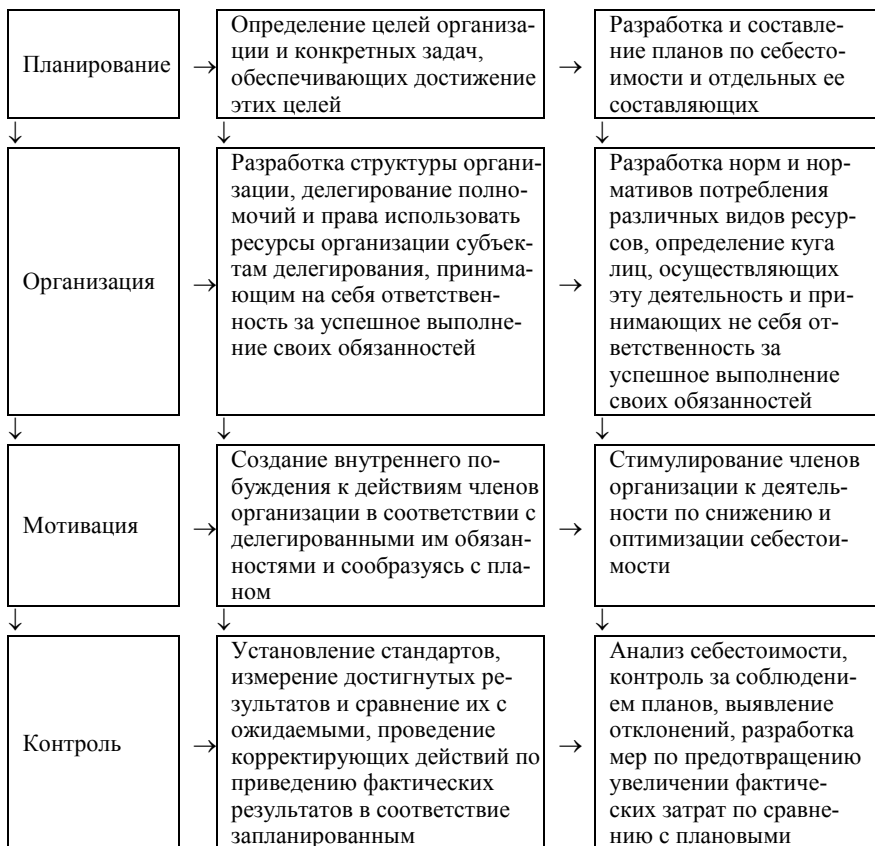 Планирование
→
Определение целей организа-
ции и конкретных задач,
обеспечивающих достижение
этих целей
→
Разработка и составле-
ние планов по себесто-
имости и отдельных ее
составляющих
↓
↓
↓
Организация
→
Разработка структуры органи-
зации, делегирование полно-
мочий и права использовать
ресурсы организации субъек-
там делегирования, принима-
ющим на себя ответствен-
ность за успешное выполне-
ние своих обязанностей
→
Разработка норм и нор-
мативов потребления
различных видов ресур-
сов, определение куга
лиц, осуществляющих
эту деятельность и при-
нимающих не себя от-
ветственность за
успешное выполнение
своих обязанностей
↓
↓
↓
Мотивация
→
Создание внутреннего по-
буждения к действиям членов
организации в соответствии с
делегированными им обязан-
ностями и сообразуясь с пла-
ном
→
Стимулирование членов
организации к деятель-
ности по снижению и
оптимизации себестои-
мости
↓
↓
↓
Контроль
→
Установление стандартов,
измерение достигнутых ре-
зультатов и сравнение их с
ожидаемыми, проведение
корректирующих действий по
приведению фактических
результатов в соответствие
запланированным
→
Анализ себестоимости,
контроль за соблюдени-
ем планов, выявление
отклонений, разработка
мер по предотвращению
увеличении фактиче-
ских затрат по сравне-
нию с плановыми